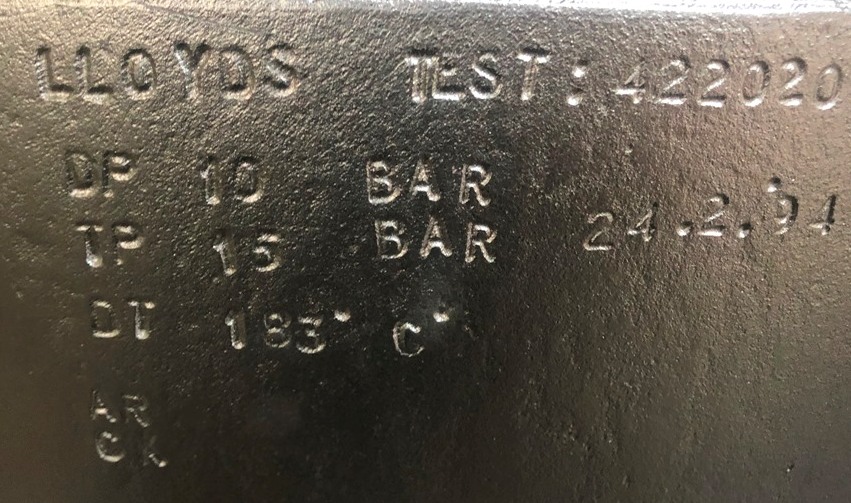 LLOYDS TEST: 422020
DP 10 BAR
TP 15 BAR 24.2.94
DT 183° C°
AR
CK